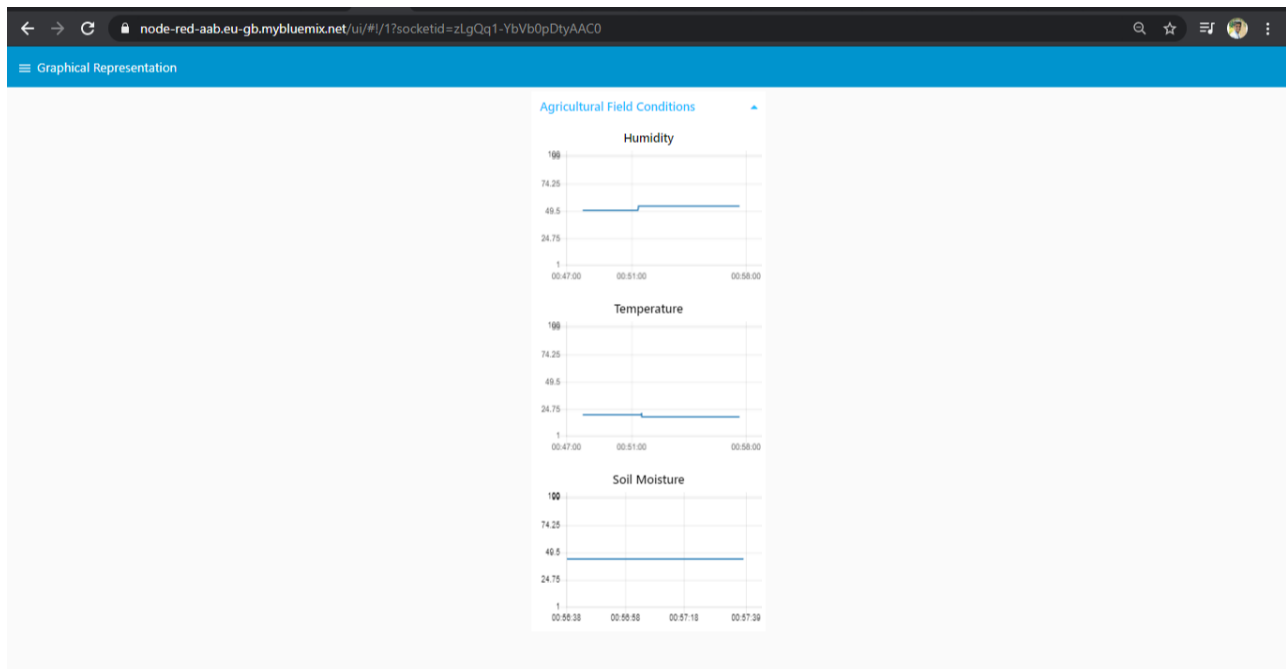 node-red-aab.eu-gb.mybluemix.net/ui/#!/1?socketid=zLgQq1-YbVb0pDtyAAC0
Graphical Representation
Agricultural Field Conditions
Humidity
74.25
49.5
24.75
1
00:47:00 00:51:00 00:58:00
Temperature
74.25
49.5
24.75
1
00:47:00 00:51:00 00:58:00
Soil Moisture
74.25
49.5
24.75
1
00:56:38 00:56:58 00:57:18 00:57:39